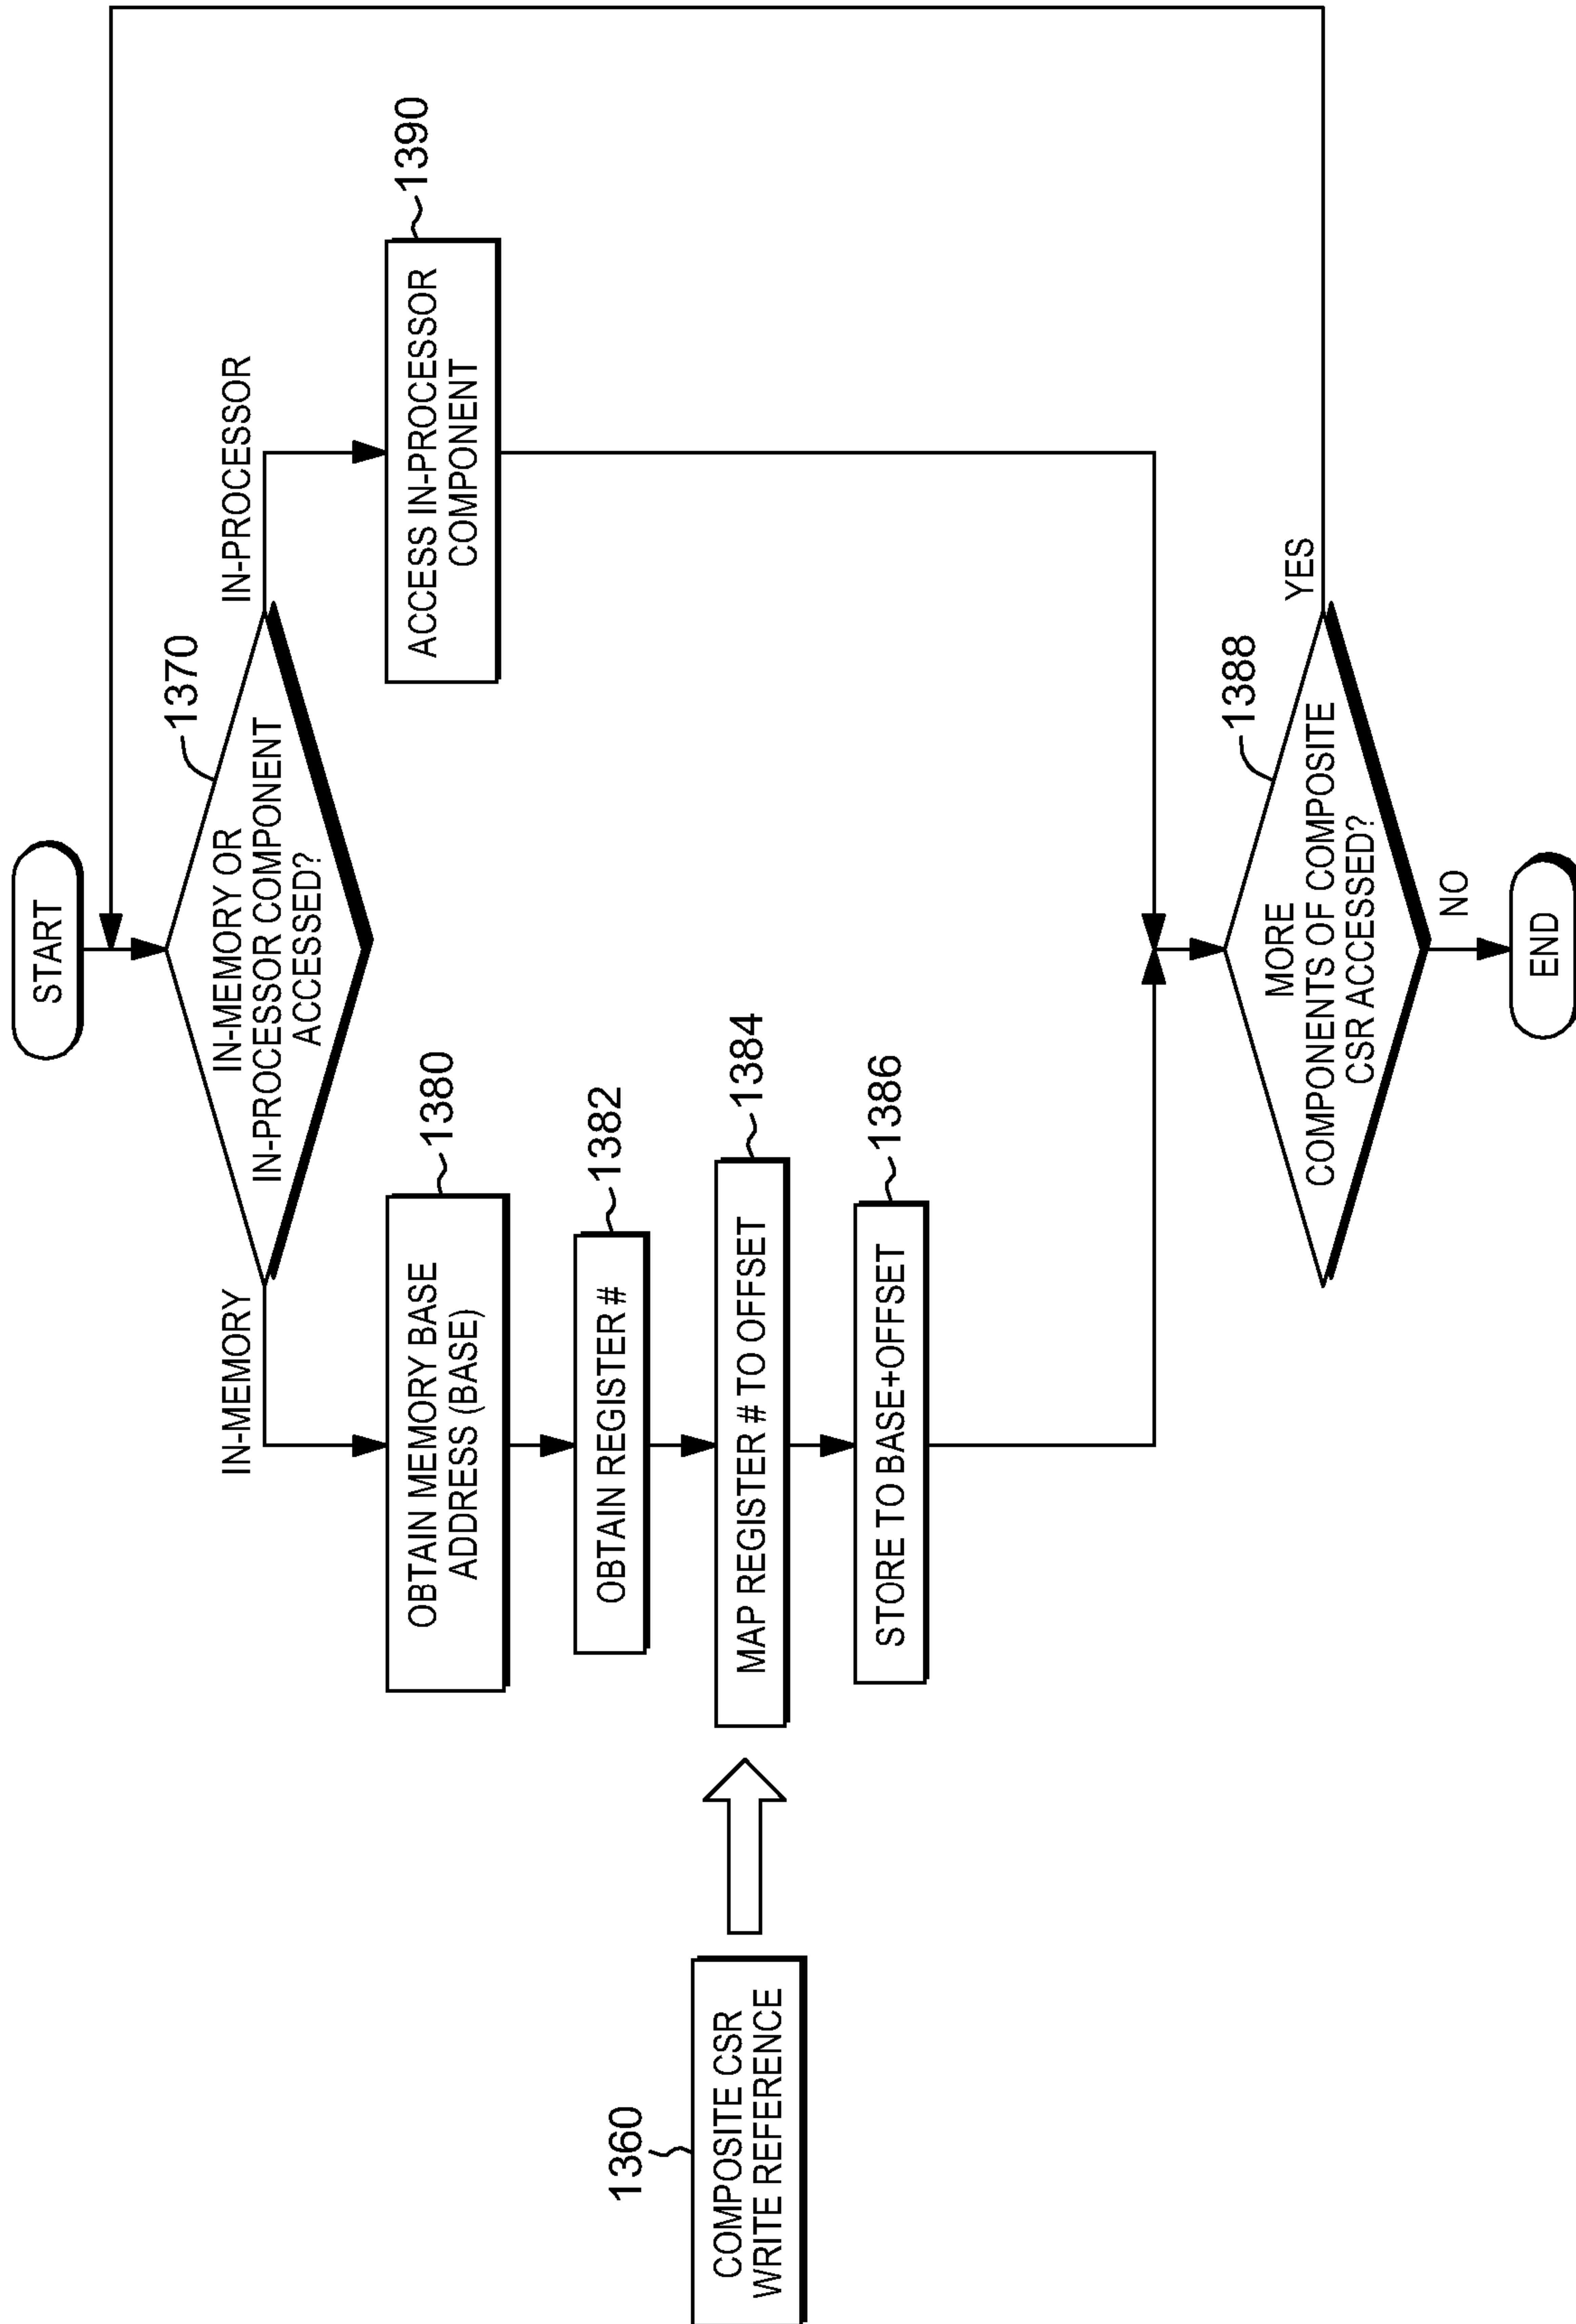 1360
COMPOSITE CSR
WRITE REFERENCE
START
1370
IN-MEMORY OR
IN-PROCESSOR COMPONENT
ACCESSED?
IN-MEMORY
IN-PROCESSOR
1380
OBTAIN MEMORY BASE
ADDRESS (BASE)
1382
OBTAIN REGISTER #
1384
MAP REGISTER # TO OFFSET
1386
STORE TO BASE+OFFSET
1390
ACCESS IN-PROCESSOR
COMPONENT
1388
MORE
COMPONENTS OF COMPOSITE
CSR ACCESSED?
YES
NO
END